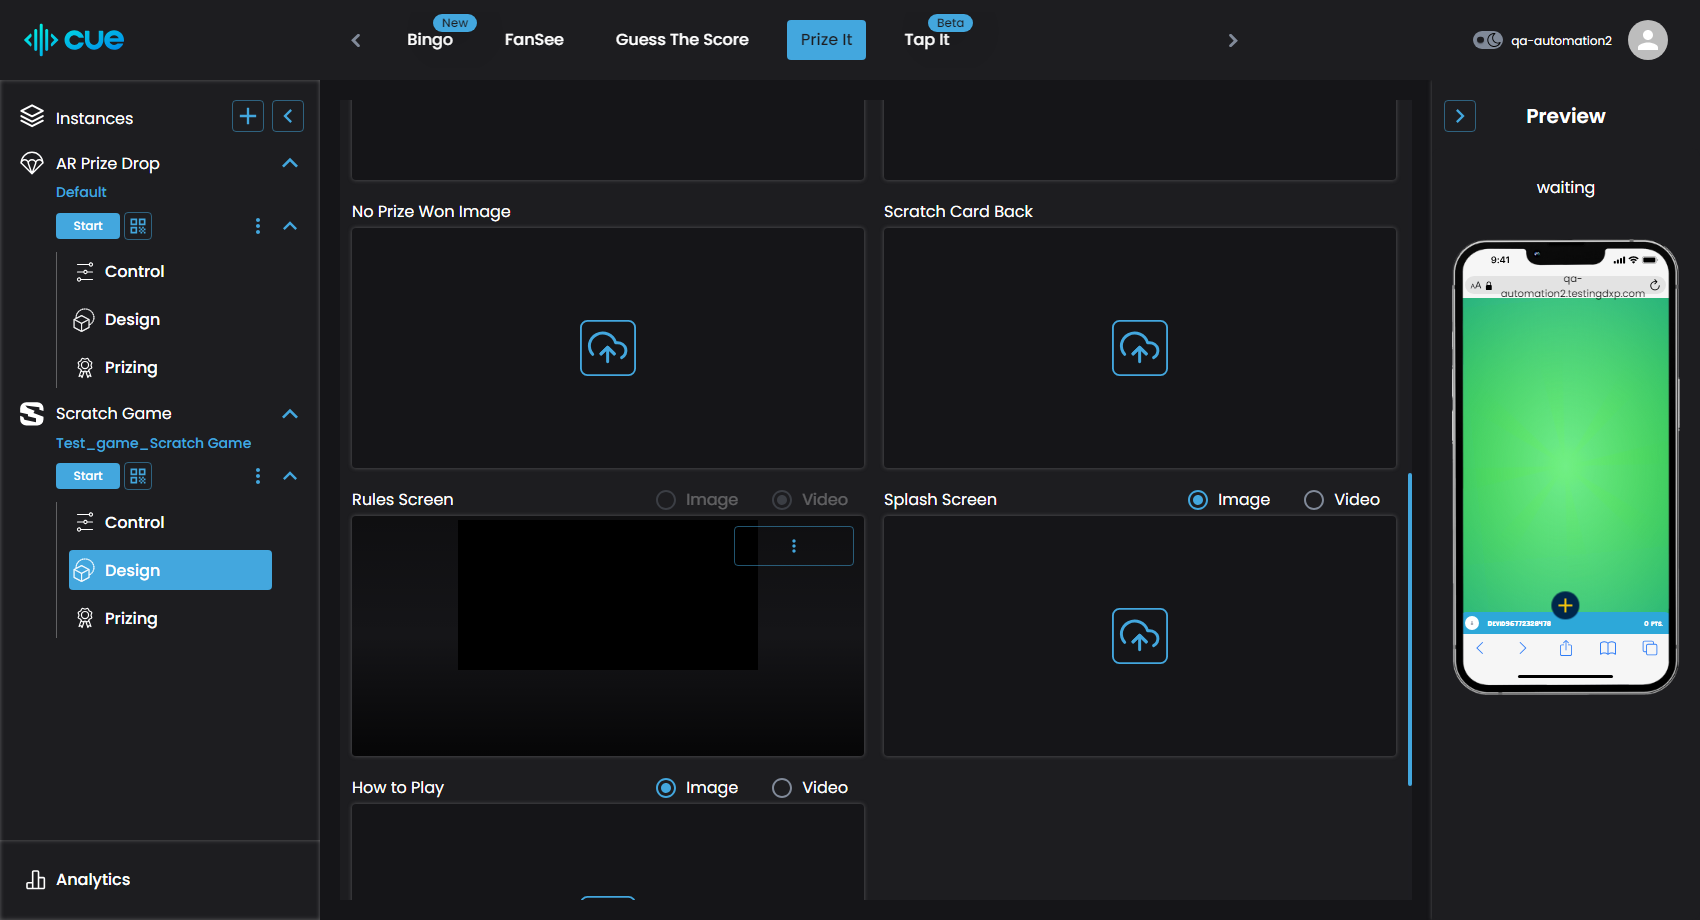 cue
New
Bingo
FanSee
Guess The Score
Prize It
Beta
Tap It
qa-automation2
Instances
AR Prize Drop
Default
Start
Control
Design
Prizing
Scratch Game
Test_game_Scratch Game
Start
Control
Design
Prizing
Analytics
No Prize Won Image
Scratch Card Back
Rules Screen
Image
Video
Splash Screen
Image
Video
How to Play
Image
Video
Preview
waiting
9:41
AA
qa-
automation2.testingdxp.com
0 PTS.